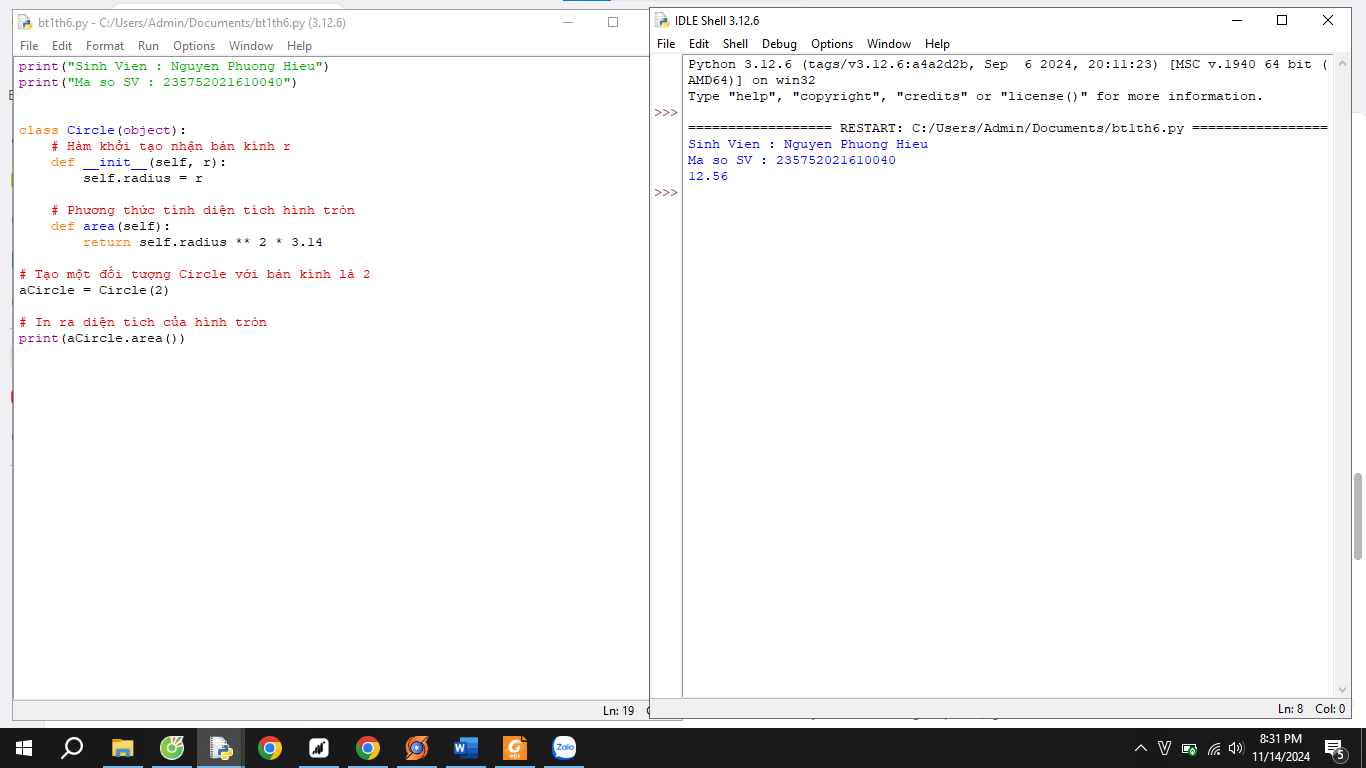 bt1th6.py - C:/Users/Admin/Documents/bt1th6.py (3.12.6)
File Edit Format Run Options Window Help
print("Sinh Vien : Nguyen Phuong Hieu")
print("Ma so SV : 235752021610040")
class Circle(object):
    # Hàm khởi tạo nhận bán kính r
    def __init__(self, r):
        self.radius = r
    # Phương thức tính diện tích hình tròn
    def area(self):
        return self.radius ** 2 * 3.14
# Tạo một đối tượng Circle với bán kính là 2
aCircle = Circle(2)
# In ra diện tích của hình tròn
print(aCircle.area())
Ln: 19
IDLE Shell 3.12.6
File Edit Shell Debug Options Window Help
Python 3.12.6 (tags/v3.12.6:a4a2d2b, Sep  6 2024, 20:11:23) [MSC v.1940 64 bit (
AMD64)] on win32
Type "help", "copyright", "credits" or "license()" for more information.
>>>
================== RESTART: C:/Users/Admin/Documents/bt1th6.py =================
Sinh Vien : Nguyen Phuong Hieu
Ma so SV : 235752021610040
12.56
>>>
Ln: 8 Col: 0
Zalo
PDF
8:31 PM
11/14/2024
5